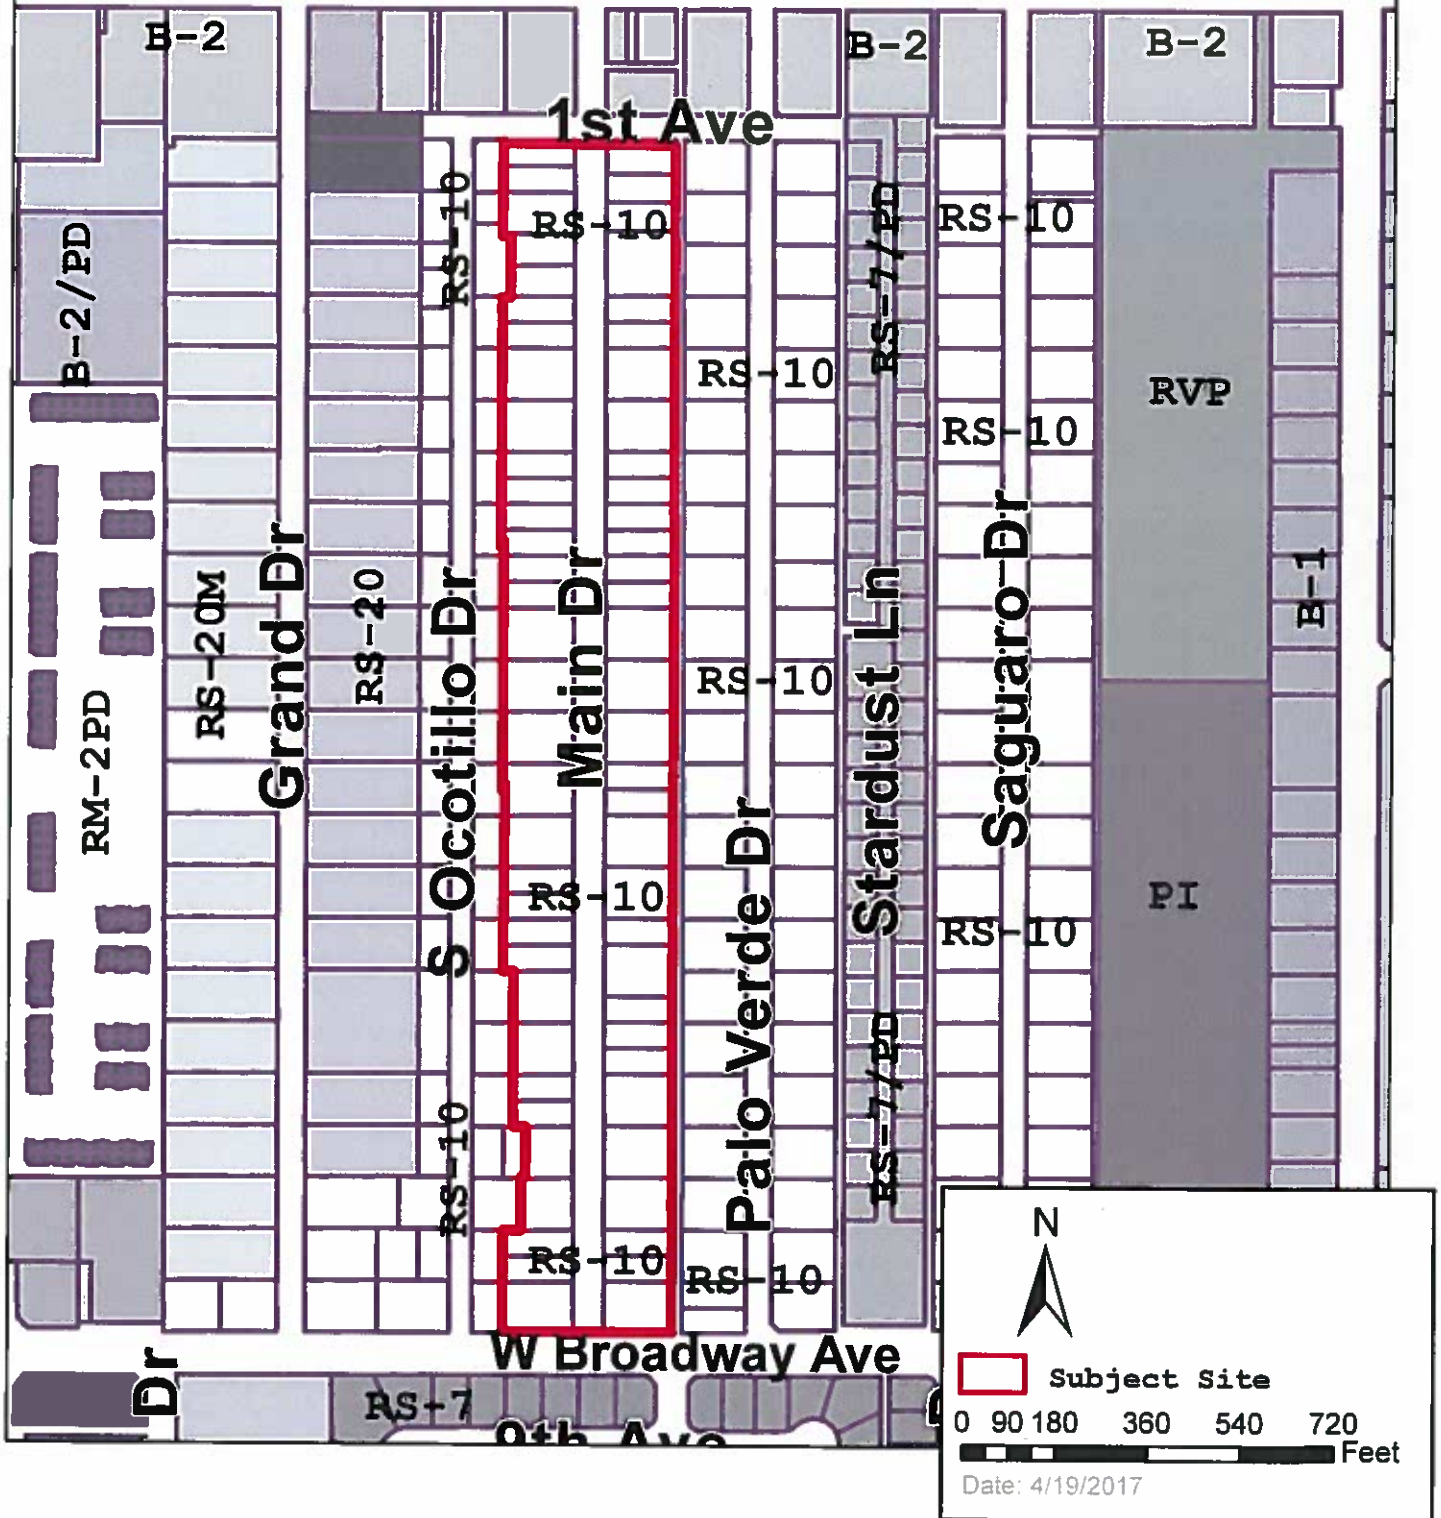 B-2
B-2
B-2
1st Ave
RS-10
RS-10
RS-7/PD
RS-10
B-2/PD
RS-10
RVP
RS-10
RS-20M
Grand Dr
RS-20
S Ocotillo Dr
Main Dr
RS-10
Stardust Ln
Saguaro Dr
B-1
RM-2PD
RS-10
Palo Verde Dr
RS-10
PI
RS-10
RS-7/PD
RS-10
RS-10
W Broadway Ave
Dr
RS-7
9th Ave
N
Subject Site
0 90 180 360 540 720
Feet
Date: 4/19/2017